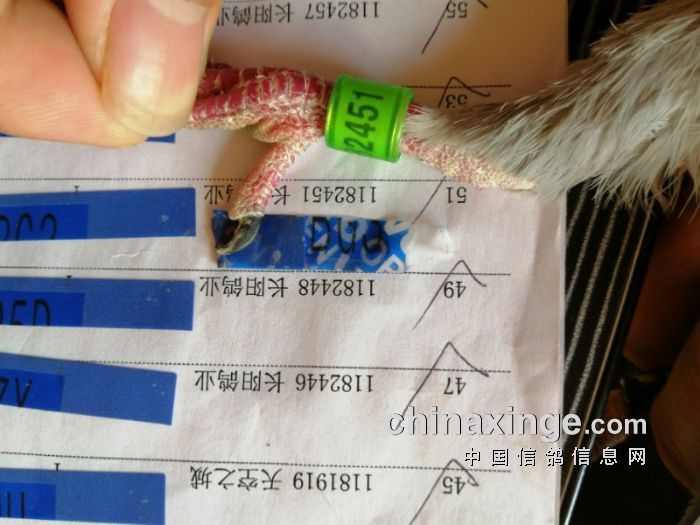 45 1181919 天空之城
47 1182446 长阳鸽业
49 1182448 长阳鸽业
51 1182451 长阳鸽业
53
55 1182457 长阳鸽业
2451
chinaxinge.com
中国信鸽信息网